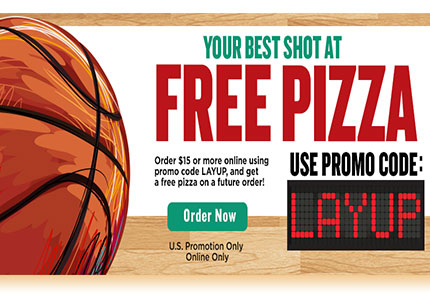 YOUR BEST SHOT AT
FREE PIZZA
Order $15 or more online using
promo code LAYUP, and get
a free pizza on a future order!
USE PROMO CODE:
LAYUP
Order Now
U.S. Promotion Only
Online Only